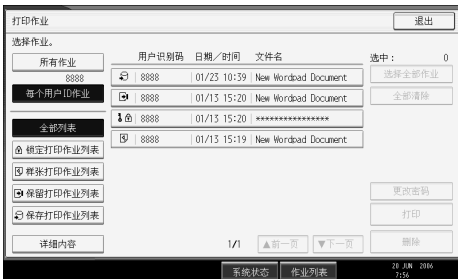 打印作业
退出
选择作业。
所有作业
8888
每个用户ID作业
全部列表
锁定打印作业列表
样张打印作业列表
保留打印作业列表
保存打印作业列表
详细内容
用户识别码 日期/时间 文件名
8888 01/23 10:39 New Wordpad Document
8888 01/13 15:20 New Wordpad Document
8888 01/13 15:20 ****************
8888 01/13 15:19 New Wordpad Document
1/1 ▲前一页 ▼下一页
选中： 0
选择全部作业
全部清除
更改密码
打印
删除
系统状态 作业列表
20 JUN 2006
7:56